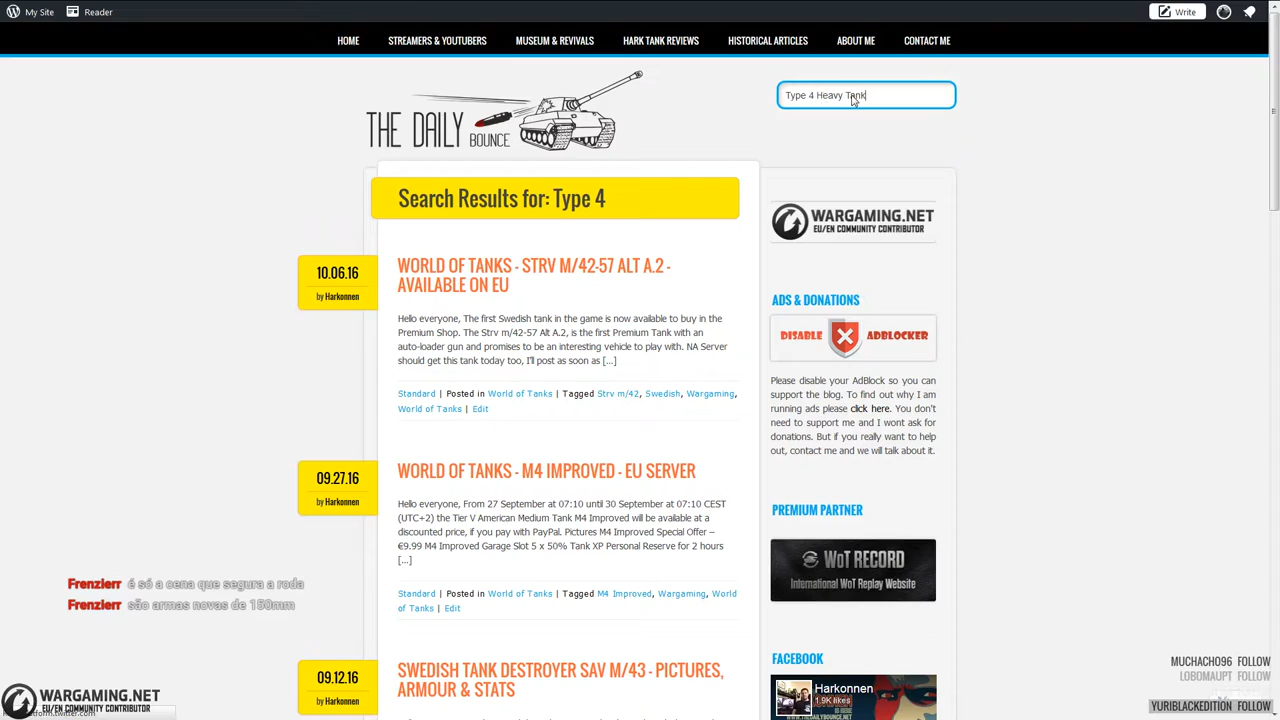 My Site
Reader
Write
HOME
STREAMERS & YOUTUBERS
MUSEUM & REVIVALS
HARK TANK REVIEWS
HISTORICAL ARTICLES
ABOUT ME
CONTACT ME
THE DAILY BOUNCE
Type 4 Heavy Tank
Search Results for: Type 4
10.06.16
by Harkonnen
WORLD OF TANKS - STRV M/42-57 ALT A.2 -
AVAILABLE ON EU
Hello everyone, The first Swedish tank in the game is now available to buy in the
Premium Shop. The Strv m/42-57 Alt A.2, is the first Premium Tank with an
auto-loader gun and promises to be an interesting vehicle to play with. NA Server
should get this tank today too, I'll post as soon as […]
Standard | Posted in World of Tanks | Tagged Strv m/42, Swedish, Wargaming,
World of Tanks | Edit
09.27.16
by Harkonnen
WORLD OF TANKS - M4 IMPROVED - EU SERVER
Hello everyone, From 27 September at 07:10 until 30 September at 07:10 CEST
(UTC+2) the Tier V American Medium Tank M4 Improved will be available at a
discounted price, if you pay with PayPal. Pictures M4 Improved Special Offer –
€9.99 M4 Improved Garage Slot 5 x 50% Tank XP Personal Reserve for 2 hours
[…]
Standard | Posted in World of Tanks | Tagged M4 Improved, Wargaming, World
of Tanks | Edit
09.12.16
by Harkonnen
SWEDISH TANK DESTROYER SAV M/43 - PICTURES,
ARMOUR & STATS
WARGAMING.NET
EU/EN COMMUNITY CONTRIBUTOR
ADS & DONATIONS
DISABLE ADBLOCKER
Please disable your AdBlock so you can
support the blog. To find out why I am
running ads please click here. You don't
need to support me and I wont ask for
donations. But if you really want to help
out, contact me and we will talk about it.
PREMIUM PARTNER
WoT RECORD
International WoT Replay Website
FACEBOOK
Harkonnen
1.9K likes
Frenzierr é só a cena que segura a roda
Frenzierr são armas novas de 150mm
WARGAMING.NET
EU/EN COMMUNITY CONTRIBUTOR
MUCHACHO96 FOLLOW
LOBOMAUPT FOLLOW
YURIBLACKEDITION FOLLOW